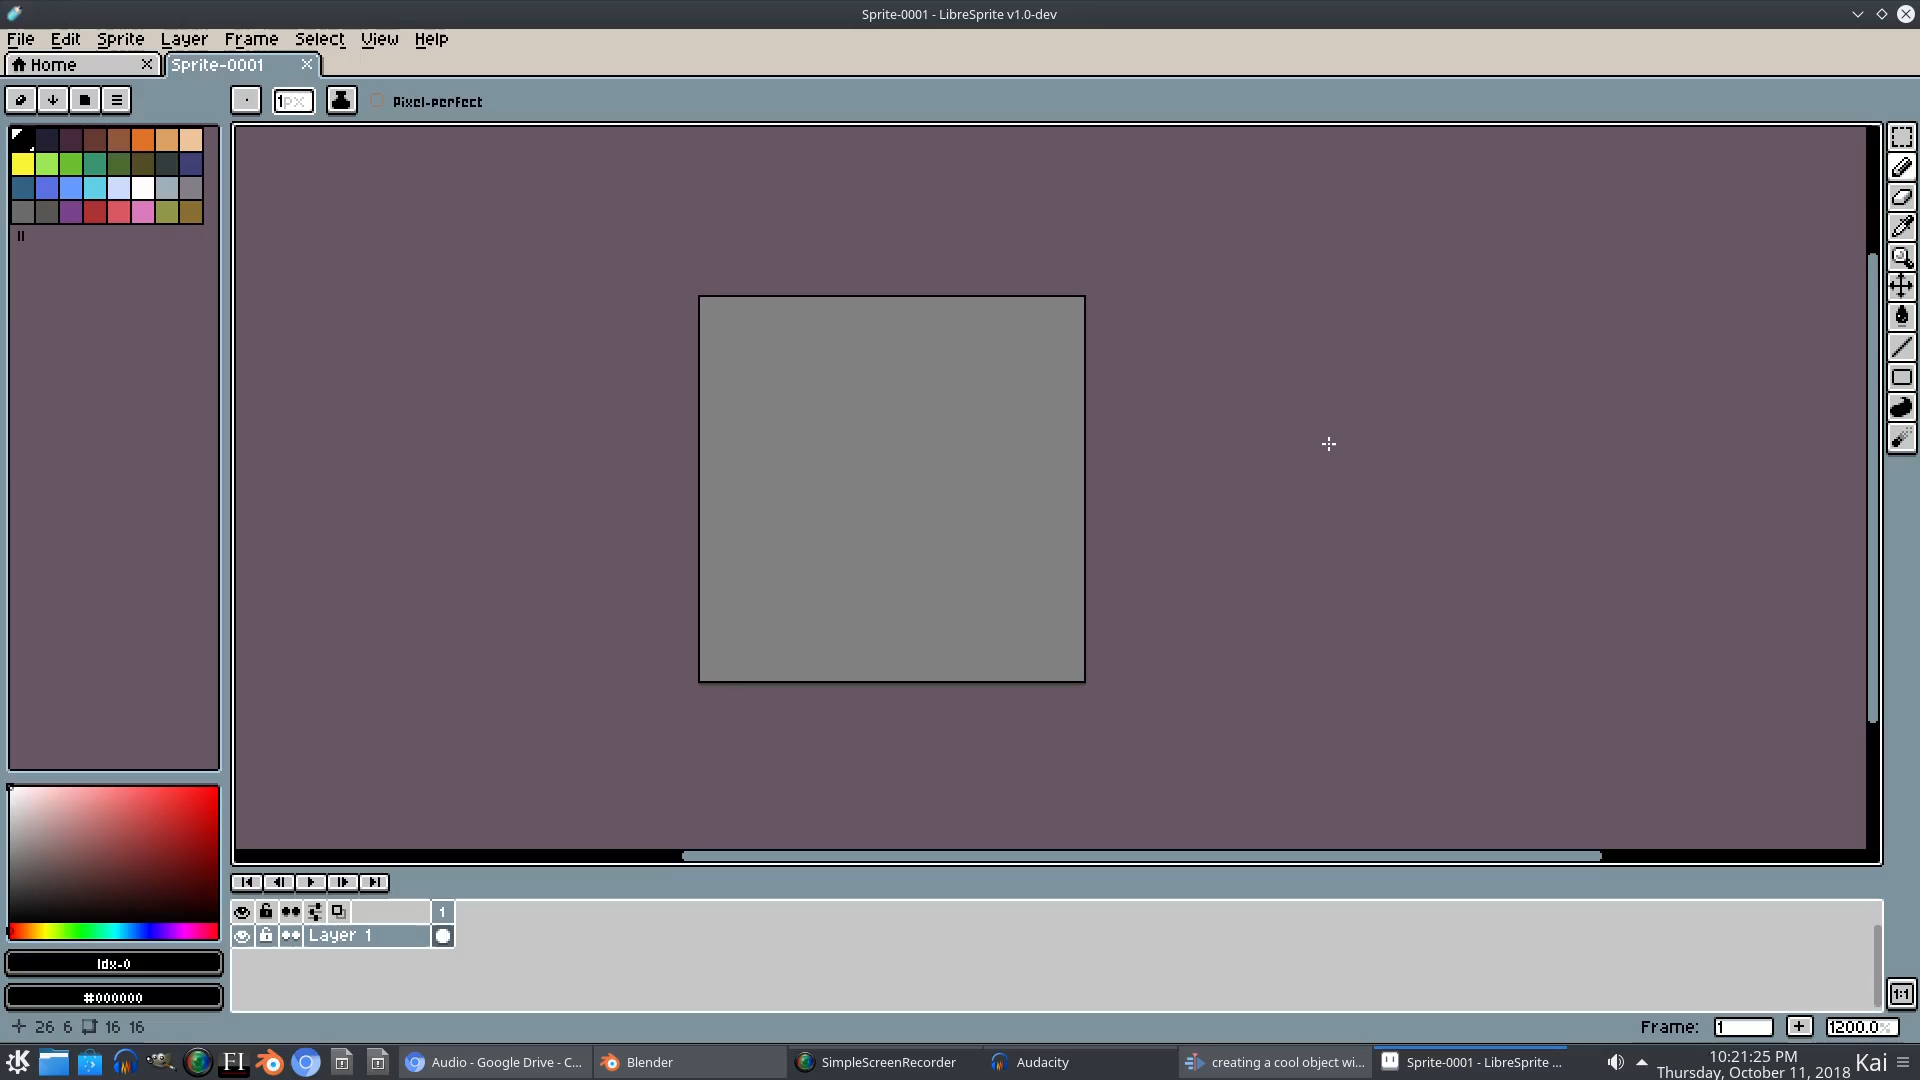 Sprite-0001 - LibreSprite v1.0-dev
File Edit Sprite Layer Frame Select View Help
Home Sprite-0001
1px Pixel-perfect
1
Layer 1
Idx-0
#000000
26 6 16 16
1:1
Frame: 1 + 1200.0%
Audio - Google Drive - C... Blender SimpleScreenRecorder Audacity creating a cool object wi... Sprite-0001 - LibreSprite ... 10:21:25 PM Kai
Thursday, October 11, 2018